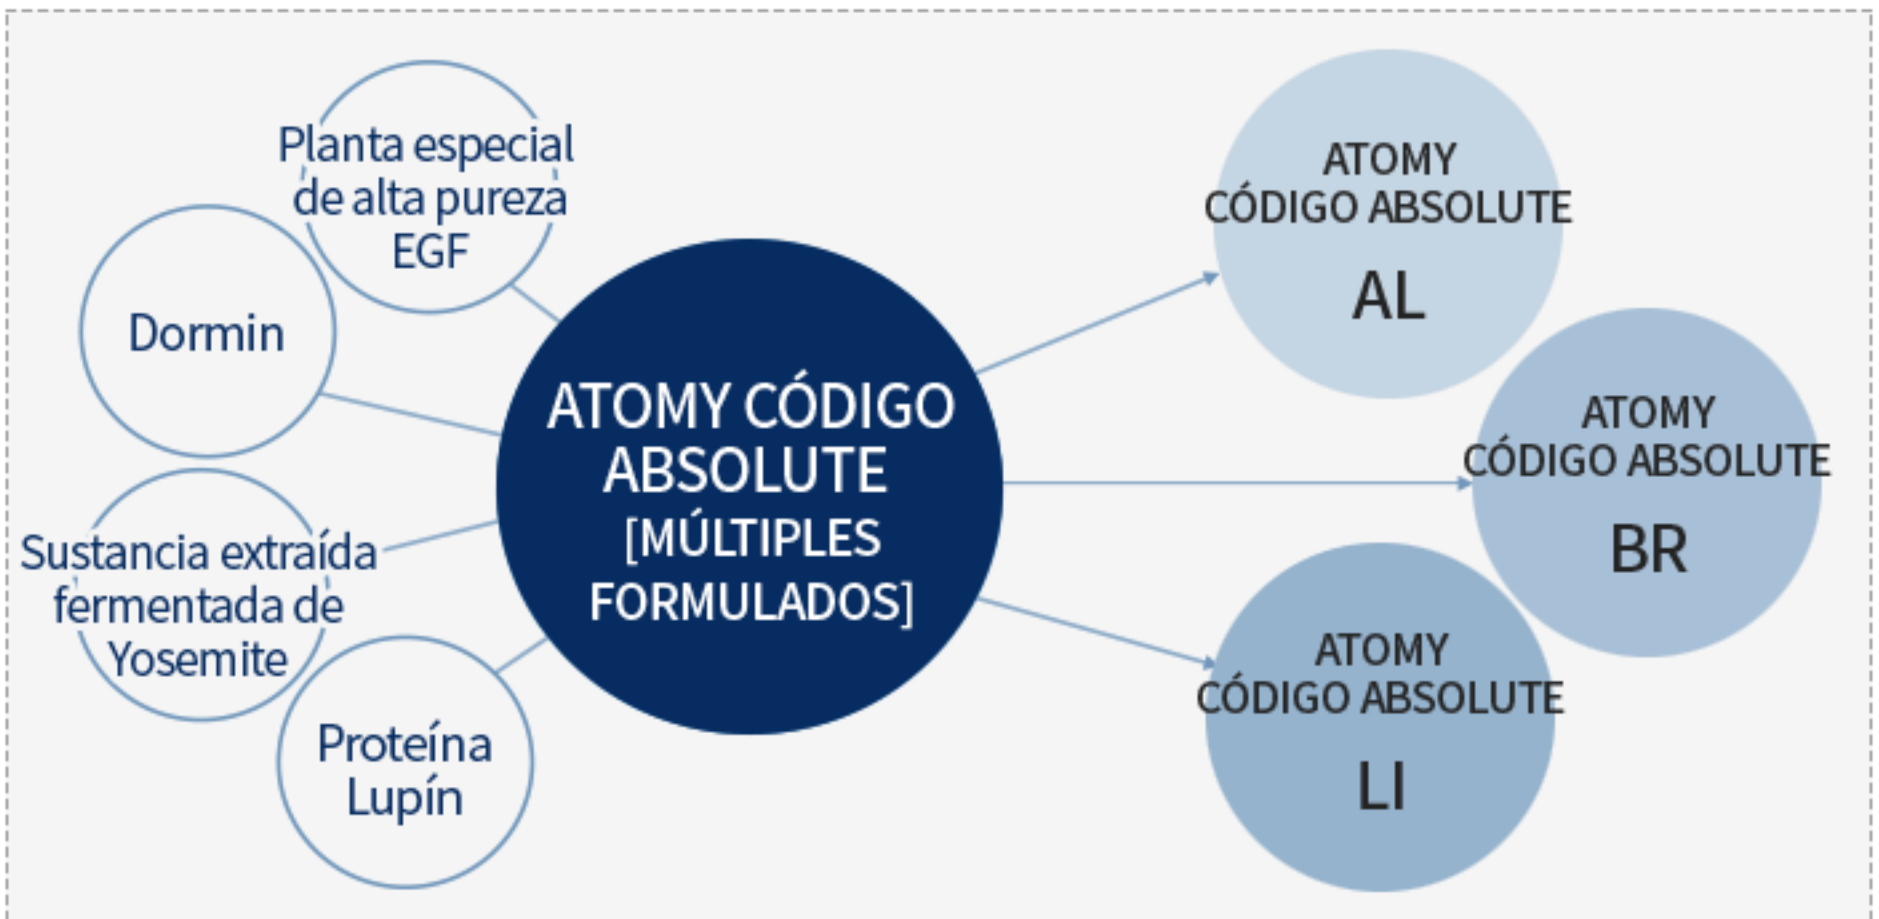 Planta especial
de alta pureza
EGF
Dormin
Sustancia extraída
fermentada de
Yosemite
Proteína
Lupín
ATOMY CÓDIGO
ABSOLUTE
[MÚLTIPLES
FORMULADOS]
ATOMY
CÓDIGO ABSOLUTE
AL
ATOMY
CÓDIGO ABSOLUTE
BR
ATOMY
CÓDIGO ABSOLUTE
LI